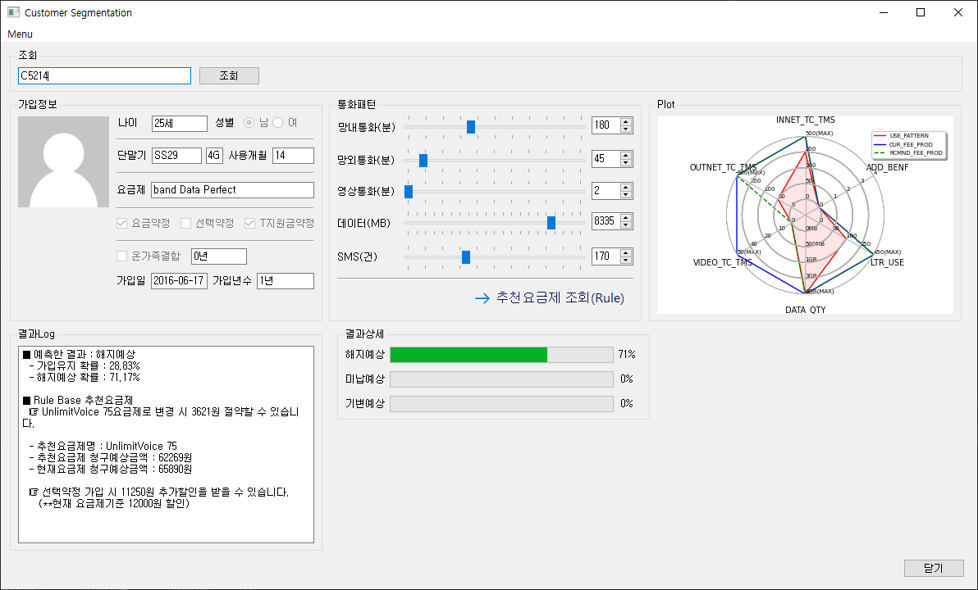 Customer Segmentation
Menu
조회
C5214 조회
가입정보
나이 25세 성별 남 여
단말기 SS29 4G 사용개월 14
요금제 band Data Perfect
요금약정 선택약정 T지원금약정
온가족결합 0년
가입일 2016-06-17 가입년수 1년
통화패턴
망내통화(분) 180
망외통화(분) 45
영상통화(분) 2
데이터(MB) 8335
SMS(건) 170
→ 추천요금제 조회(Rule)
Plot
INNET_TC_TMS
500(MAX)
USE_PATTERN
CUR_FEE_PROD
RCMND_FEE_PROD
OUTNET_TC_TMS
ADD_BENF
VIDEO_TC_TMS
LTR_USE
DATA_QTY
결과Log
■ 예측한 결과 : 해지예상
- 가입유지 확률 : 28.83%
- 해지예상 확률 : 71.17%
■ Rule Base 추천요금제
☞ UnlimitVoice 75요금제로 변경 시 3621원 절약할 수 있습니
다.
- 추천요금제명 : UnlimitVoice 75
- 추천요금제 청구예상금액 : 62269원
- 현재요금제 청구예상금액 : 65890원
☞ 선택약정 가입 시 11250원 추가할인을 받을 수 있습니다.
(**현재 요금제기준 12000원 할인)
결과상세
해지예상 71%
미납예상 0%
기변예상 0%
닫기